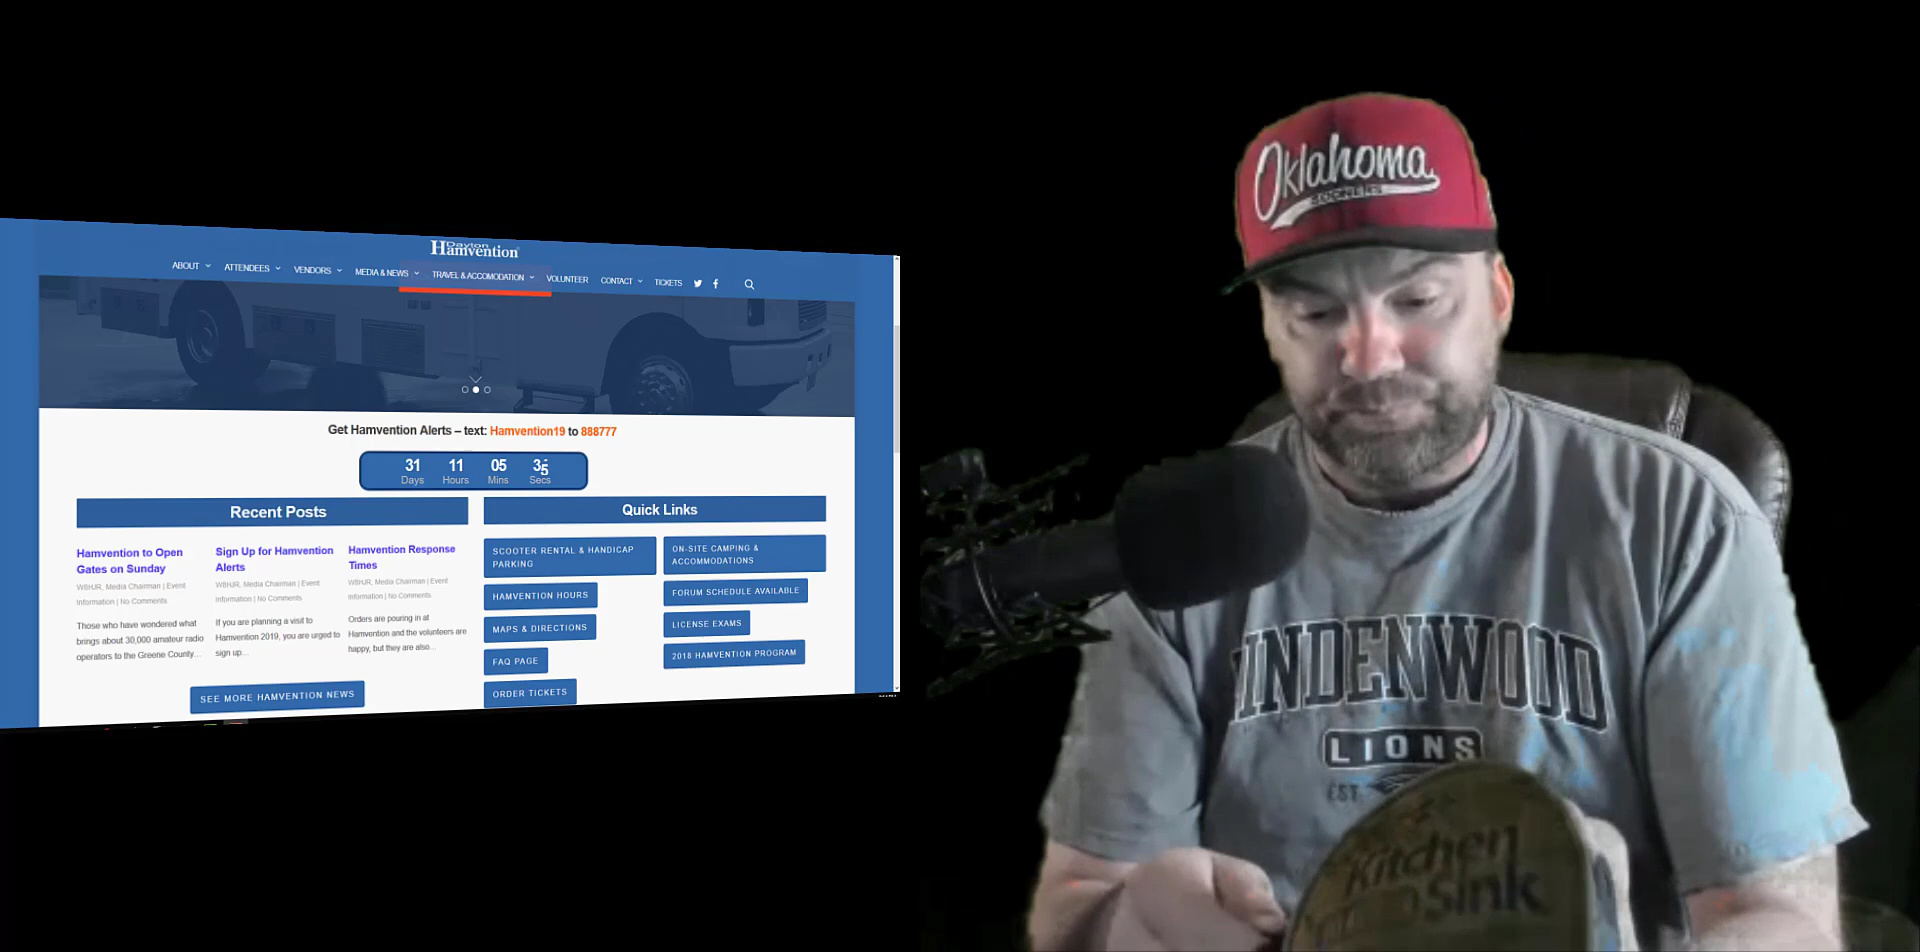 Dayton
Hamvention
ABOUT ATTENDEES VENDORS MEDIA & NEWS TRAVEL & ACCOMODATION VOLUNTEER CONTACT TICKETS
Get Hamvention Alerts – text: Hamvention19 to 888777
31 11 05
Days Hours Mins Secs
Recent Posts
Hamvention to Open
Gates on Sunday
W8HJR, Media Chairman | Event
Information | No Comments
Those who have wondered what
brings about 30,000 amateur radio
operators to the Greene County...
Sign Up for Hamvention
Alerts
W8HJR, Media Chairman | Event
Information | No Comments
If you are planning a visit to
Hamvention 2019, you are urged to
sign up...
Hamvention Response
Times
W8HJR, Media Chairman | Event
Information | No Comments
Orders are pouring in at
Hamvention and the volunteers are
happy, but they are also...
SEE MORE HAMVENTION NEWS
Quick Links
SCOOTER RENTAL & HANDICAP
PARKING
HAMVENTION HOURS
MAPS & DIRECTIONS
FAQ PAGE
ORDER TICKETS
ON-SITE CAMPING &
ACCOMMODATIONS
FORUM SCHEDULE AVAILABLE
LICENSE EXAMS
2018 HAMVENTION PROGRAM
Oklahoma
SOONERS
INDENWOOD
LIONS
EST
Kitchen
Sink